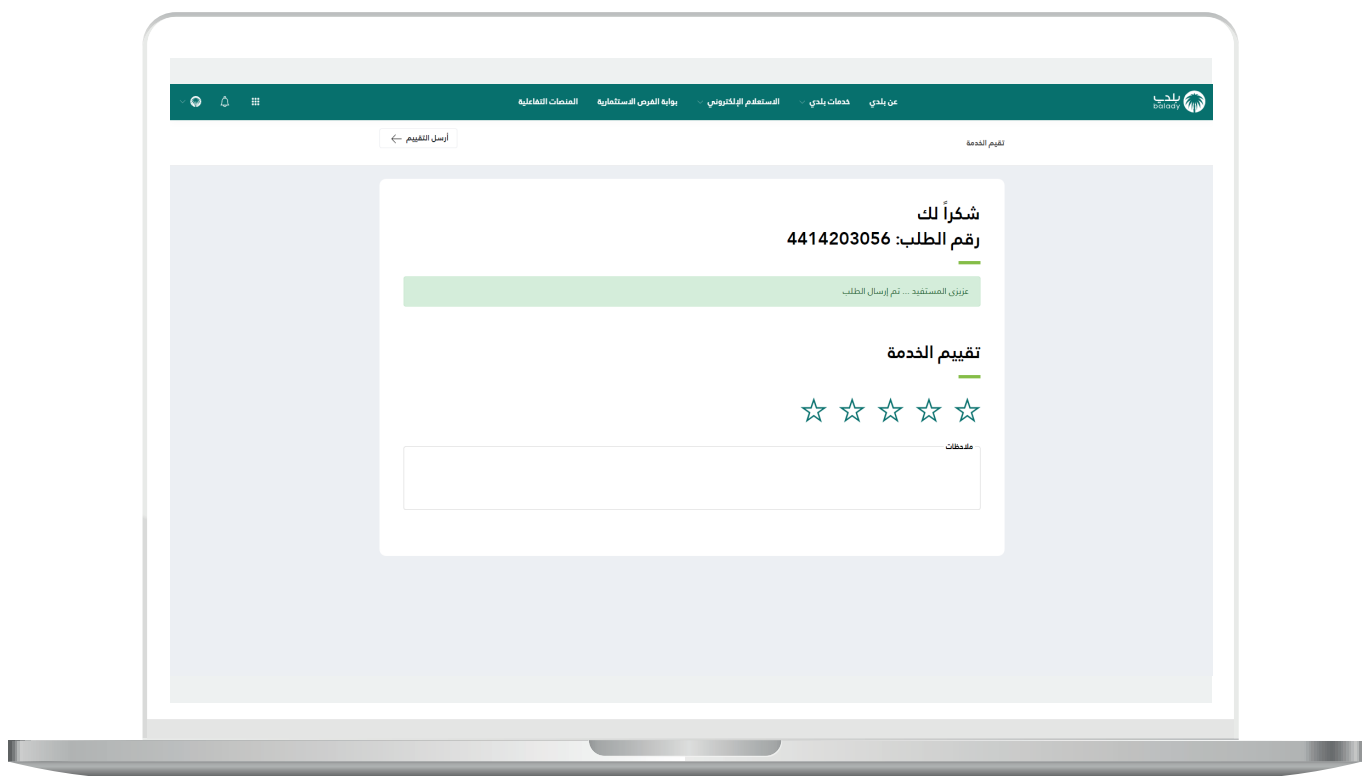 بلدي
balady
عن بلدي
خدمات بلدي
الاستعلام الإلكتروني
بوابة الفرص الاستثمارية
المنصات التفاعلية
تقيم الخدمة
أرسل التقييم
شكراً لك
رقم الطلب: 4414203056
عزيزى المستفيد ... تم إرسال الطلب
تقييم الخدمة
ملاحظات